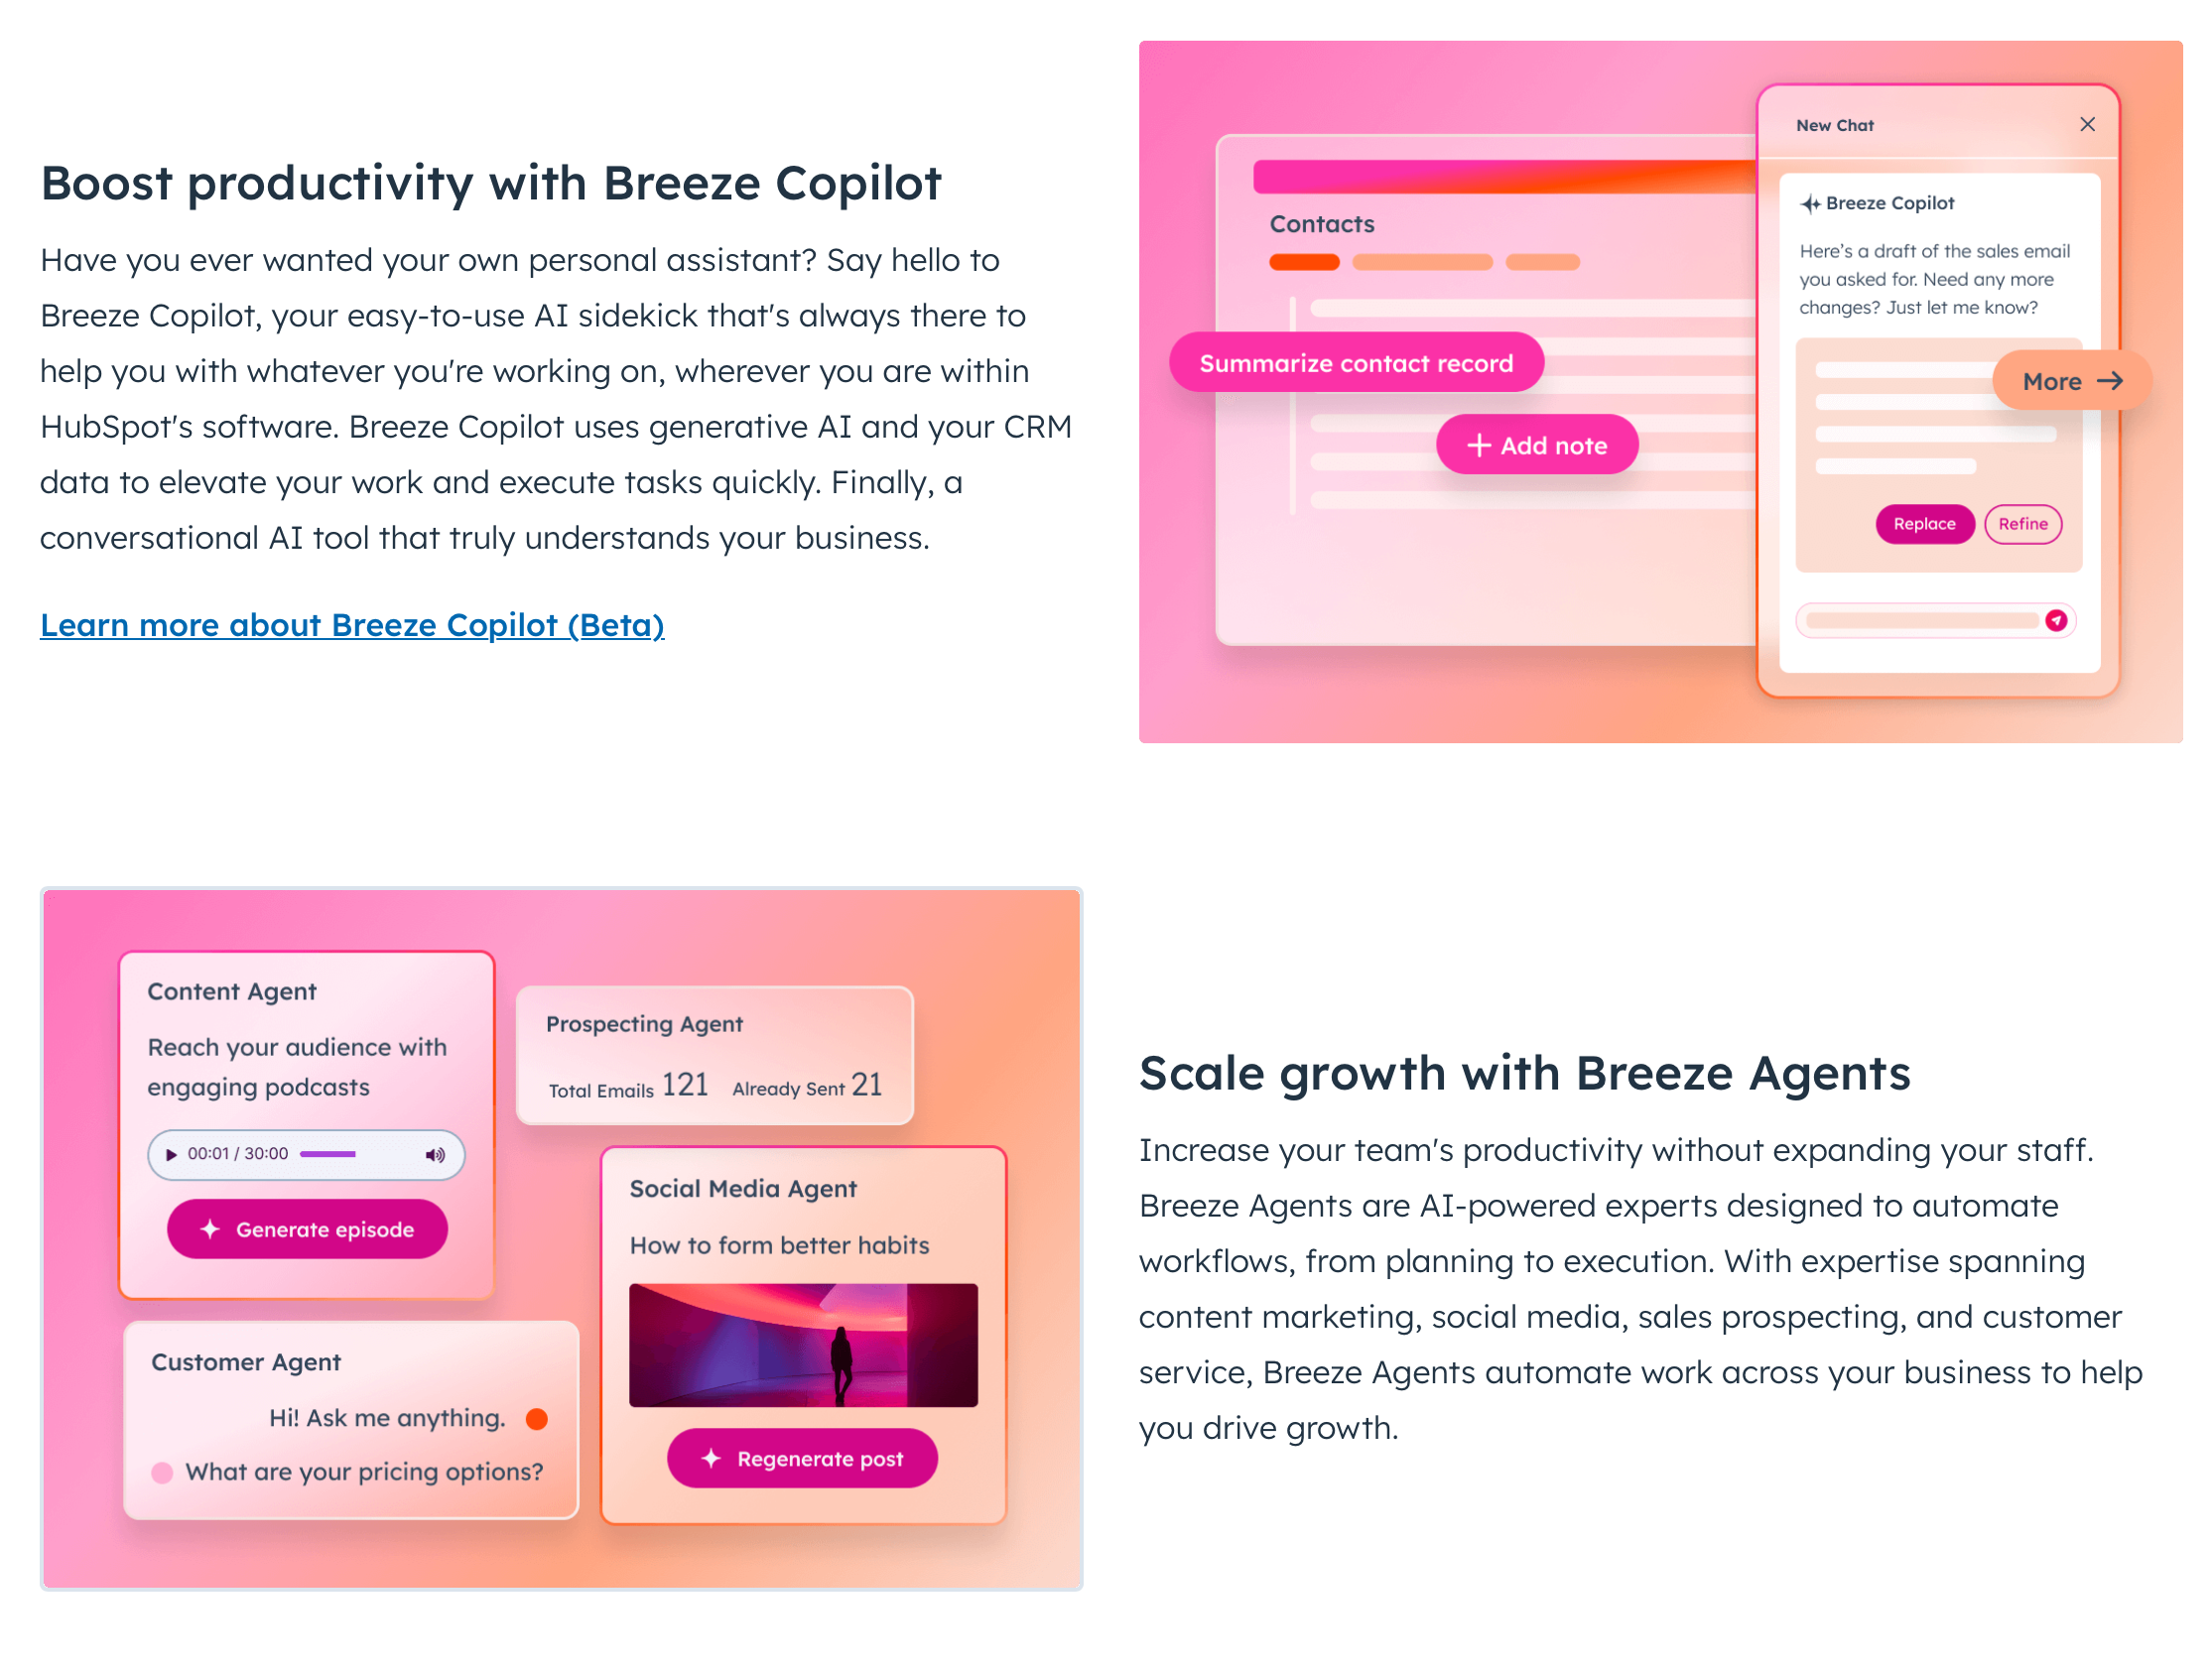 Boost productivity with Breeze Copilot
Have you ever wanted your own personal assistant? Say hello to
Breeze Copilot, your easy-to-use AI sidekick that's always there to
help you with whatever you're working on, wherever you are within
HubSpot's software. Breeze Copilot uses generative AI and your CRM
data to elevate your work and execute tasks quickly. Finally, a
conversational AI tool that truly understands your business.
Learn more about Breeze Copilot (Beta)
Contacts
Summarize contact record
+ Add note
New Chat
Breeze Copilot
Here’s a draft of the sales email
you asked for. Need any more
changes? Just let me know?
More →
Replace
Refine
Content Agent
Reach your audience with
engaging podcasts
00:01 / 30:00
Generate episode
Prospecting Agent
Total Emails 121 Already Sent 21
Social Media Agent
How to form better habits
Regenerate post
Customer Agent
Hi! Ask me anything.
What are your pricing options?
Scale growth with Breeze Agents
Increase your team's productivity without expanding your staff.
Breeze Agents are AI-powered experts designed to automate
workflows, from planning to execution. With expertise spanning
content marketing, social media, sales prospecting, and customer
service, Breeze Agents automate work across your business to help
you drive growth.